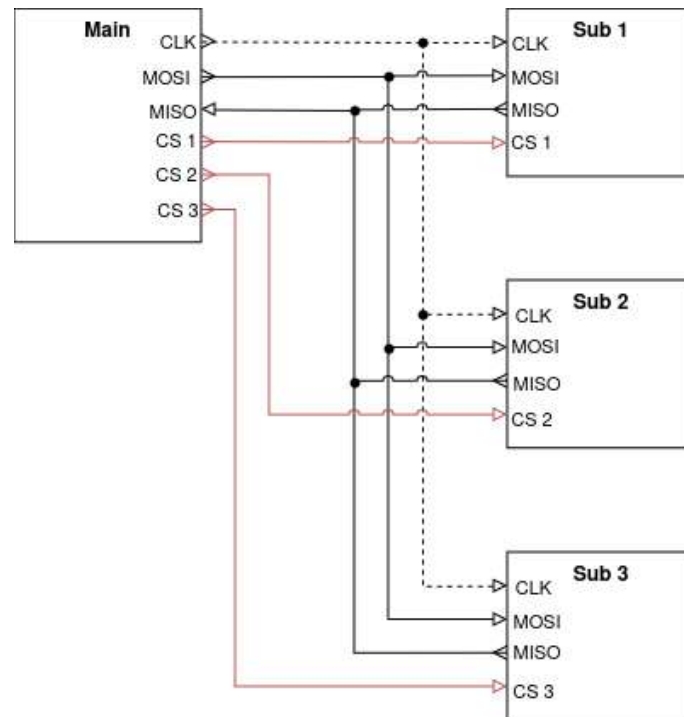 Main
CLK
MOSI
MISO
CS 1
CS 2
CS 3
Sub 1
CLK
MOSI
MISO
CS 1
Sub 2
CLK
MOSI
MISO
CS 2
Sub 3
CLK
MOSI
MISO
CS 3